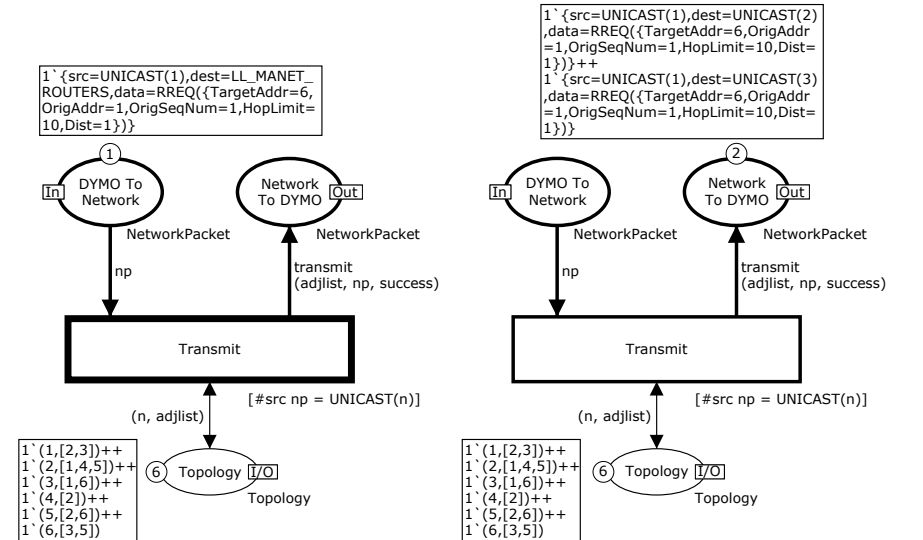 1`{src=UNICAST(1),dest=LL_MANET_
ROUTERS,data=RREQ({TargetAddr=6,
OrigAddr=1,OrigSeqNum=1,HopLimit=
10,Dist=1})}
1
DYMO To
Network
In
NetworkPacket
Network
To DYMO
Out
NetworkPacket
np
transmit
(adjlist, np, success)
Transmit
[#src np = UNICAST(n)]
(n, adjlist)
1`(1,[2,3])++
1`(2,[1,4,5])++
1`(3,[1,6])++
1`(4,[2])++
1`(5,[2,6])++
1`(6,[3,5])
6
Topology
I/O
Topology
1`{src=UNICAST(1),dest=UNICAST(2)
,data=RREQ({TargetAddr=6,OrigAddr
=1,OrigSeqNum=1,HopLimit=10,Dist=
1})}++
1`{src=UNICAST(1),dest=UNICAST(3)
,data=RREQ({TargetAddr=6,OrigAddr
=1,OrigSeqNum=1,HopLimit=10,Dist=
1})}
DYMO To
Network
In
NetworkPacket
2
Network
To DYMO
Out
NetworkPacket
np
transmit
(adjlist, np, success)
Transmit
[#src np = UNICAST(n)]
(n, adjlist)
1`(1,[2,3])++
1`(2,[1,4,5])++
1`(3,[1,6])++
1`(4,[2])++
1`(5,[2,6])++
1`(6,[3,5])
6
Topology
I/O
Topology